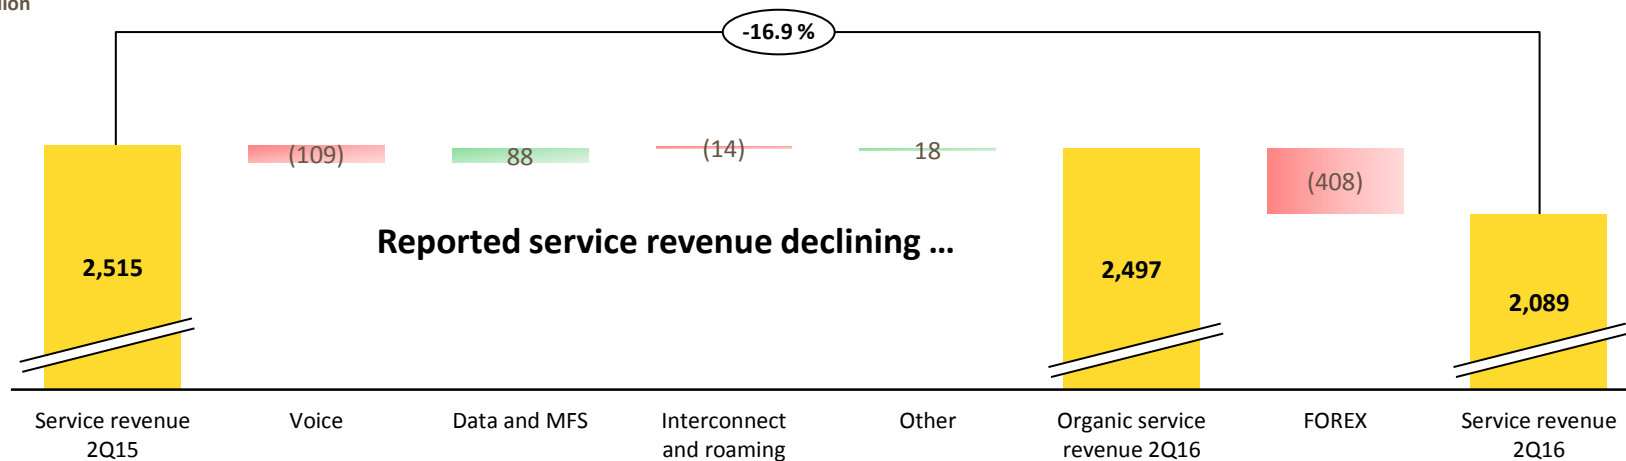 -16.9 %
(109)
88
(14)
18
(408)
Reported service revenue declining ...
2,515
2,497
2,089
Service revenue
2Q15
Voice
Data and MFS
Interconnect
and roaming
Other
Organic service
revenue 2Q16
FOREX
Service revenue
2Q16